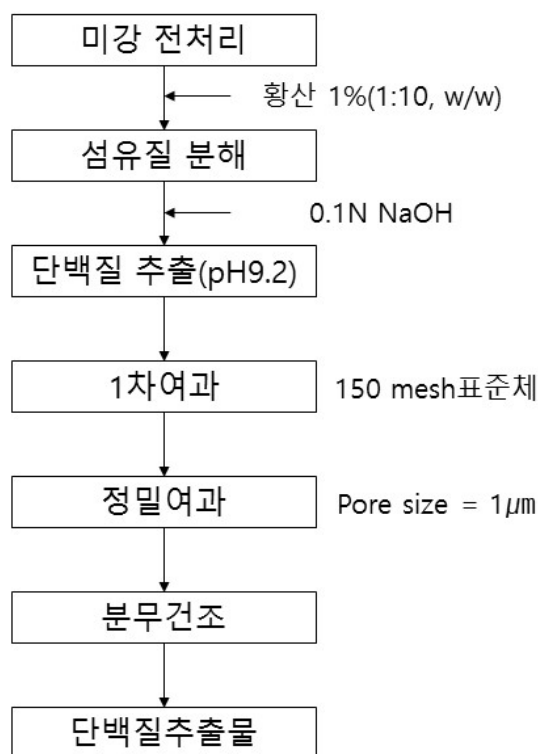 미강 전처리
황산 1%(1:10, w/w)
섬유질 분해
0.1N NaOH
단백질 추출(pH9.2)
1차여과
150 mesh표준체
정밀여과
Pore size = 1㎛
분무건조
단백질추출물